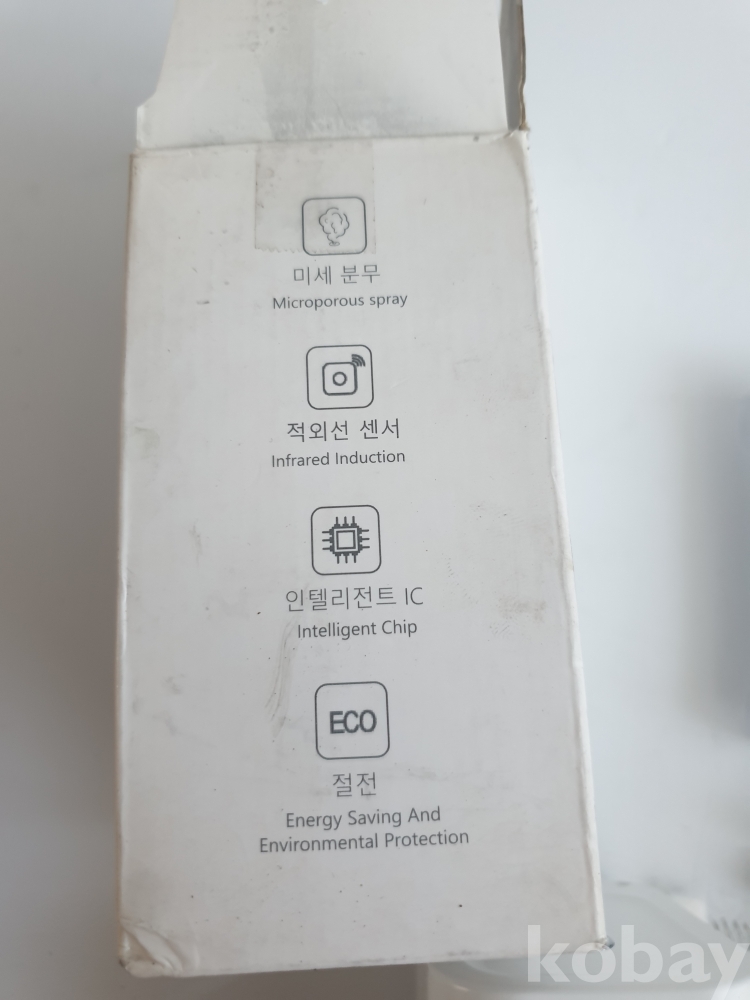 미세 분무
Microporous spray
적외선 센서
Infrared Induction
인텔리전트 IC
Intelligent Chip
ECO
절전
Energy Saving And
Environmental Protection
kobay